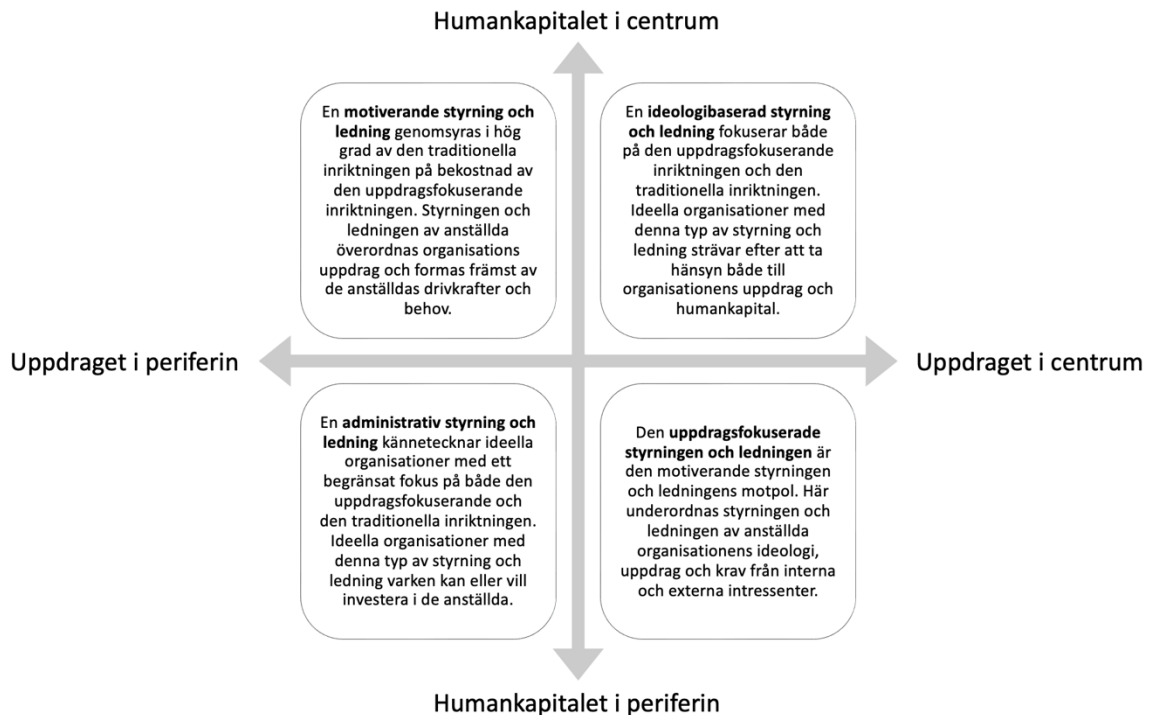 Humankapitalet i centrum
En motiverande styrning och
ledning genomsyras i hög
grad av den traditionella
inriktningen på bekostnad av
den uppdragsfokuserande
inriktningen. Styrningen och
ledningen av anställda
överordnas organisations
uppdrag och formas främst av
de anställdas drivkrafter och
behov.
En ideologibaserad styrning
och ledning fokuserar både
på den uppdragsfokuserande
inriktningen och den
traditionella inriktningen.
Ideella organisationer med
denna typ av styrning och
ledning strävar efter att ta
hänsyn både till
organisationens uppdrag och
humankapital.
Uppdraget i periferin
Uppdraget i centrum
En administrativ styrning och
ledning kännetecknar ideella
organisationer med ett
begränsat fokus på både den
uppdragsfokuserande och
den traditionella inriktningen.
Ideella organisationer med
denna typ av styrning och
ledning varken kan eller vill
investera i de anställda.
Den uppdragsfokuserade
styrningen och ledningen är
den motiverande styrningen
och ledningens motpol. Här
underordnas styrningen och
ledningen av anställda
organisationens ideologi,
uppdrag och krav från interna
och externa intressenter.
Humankapitalet i periferin